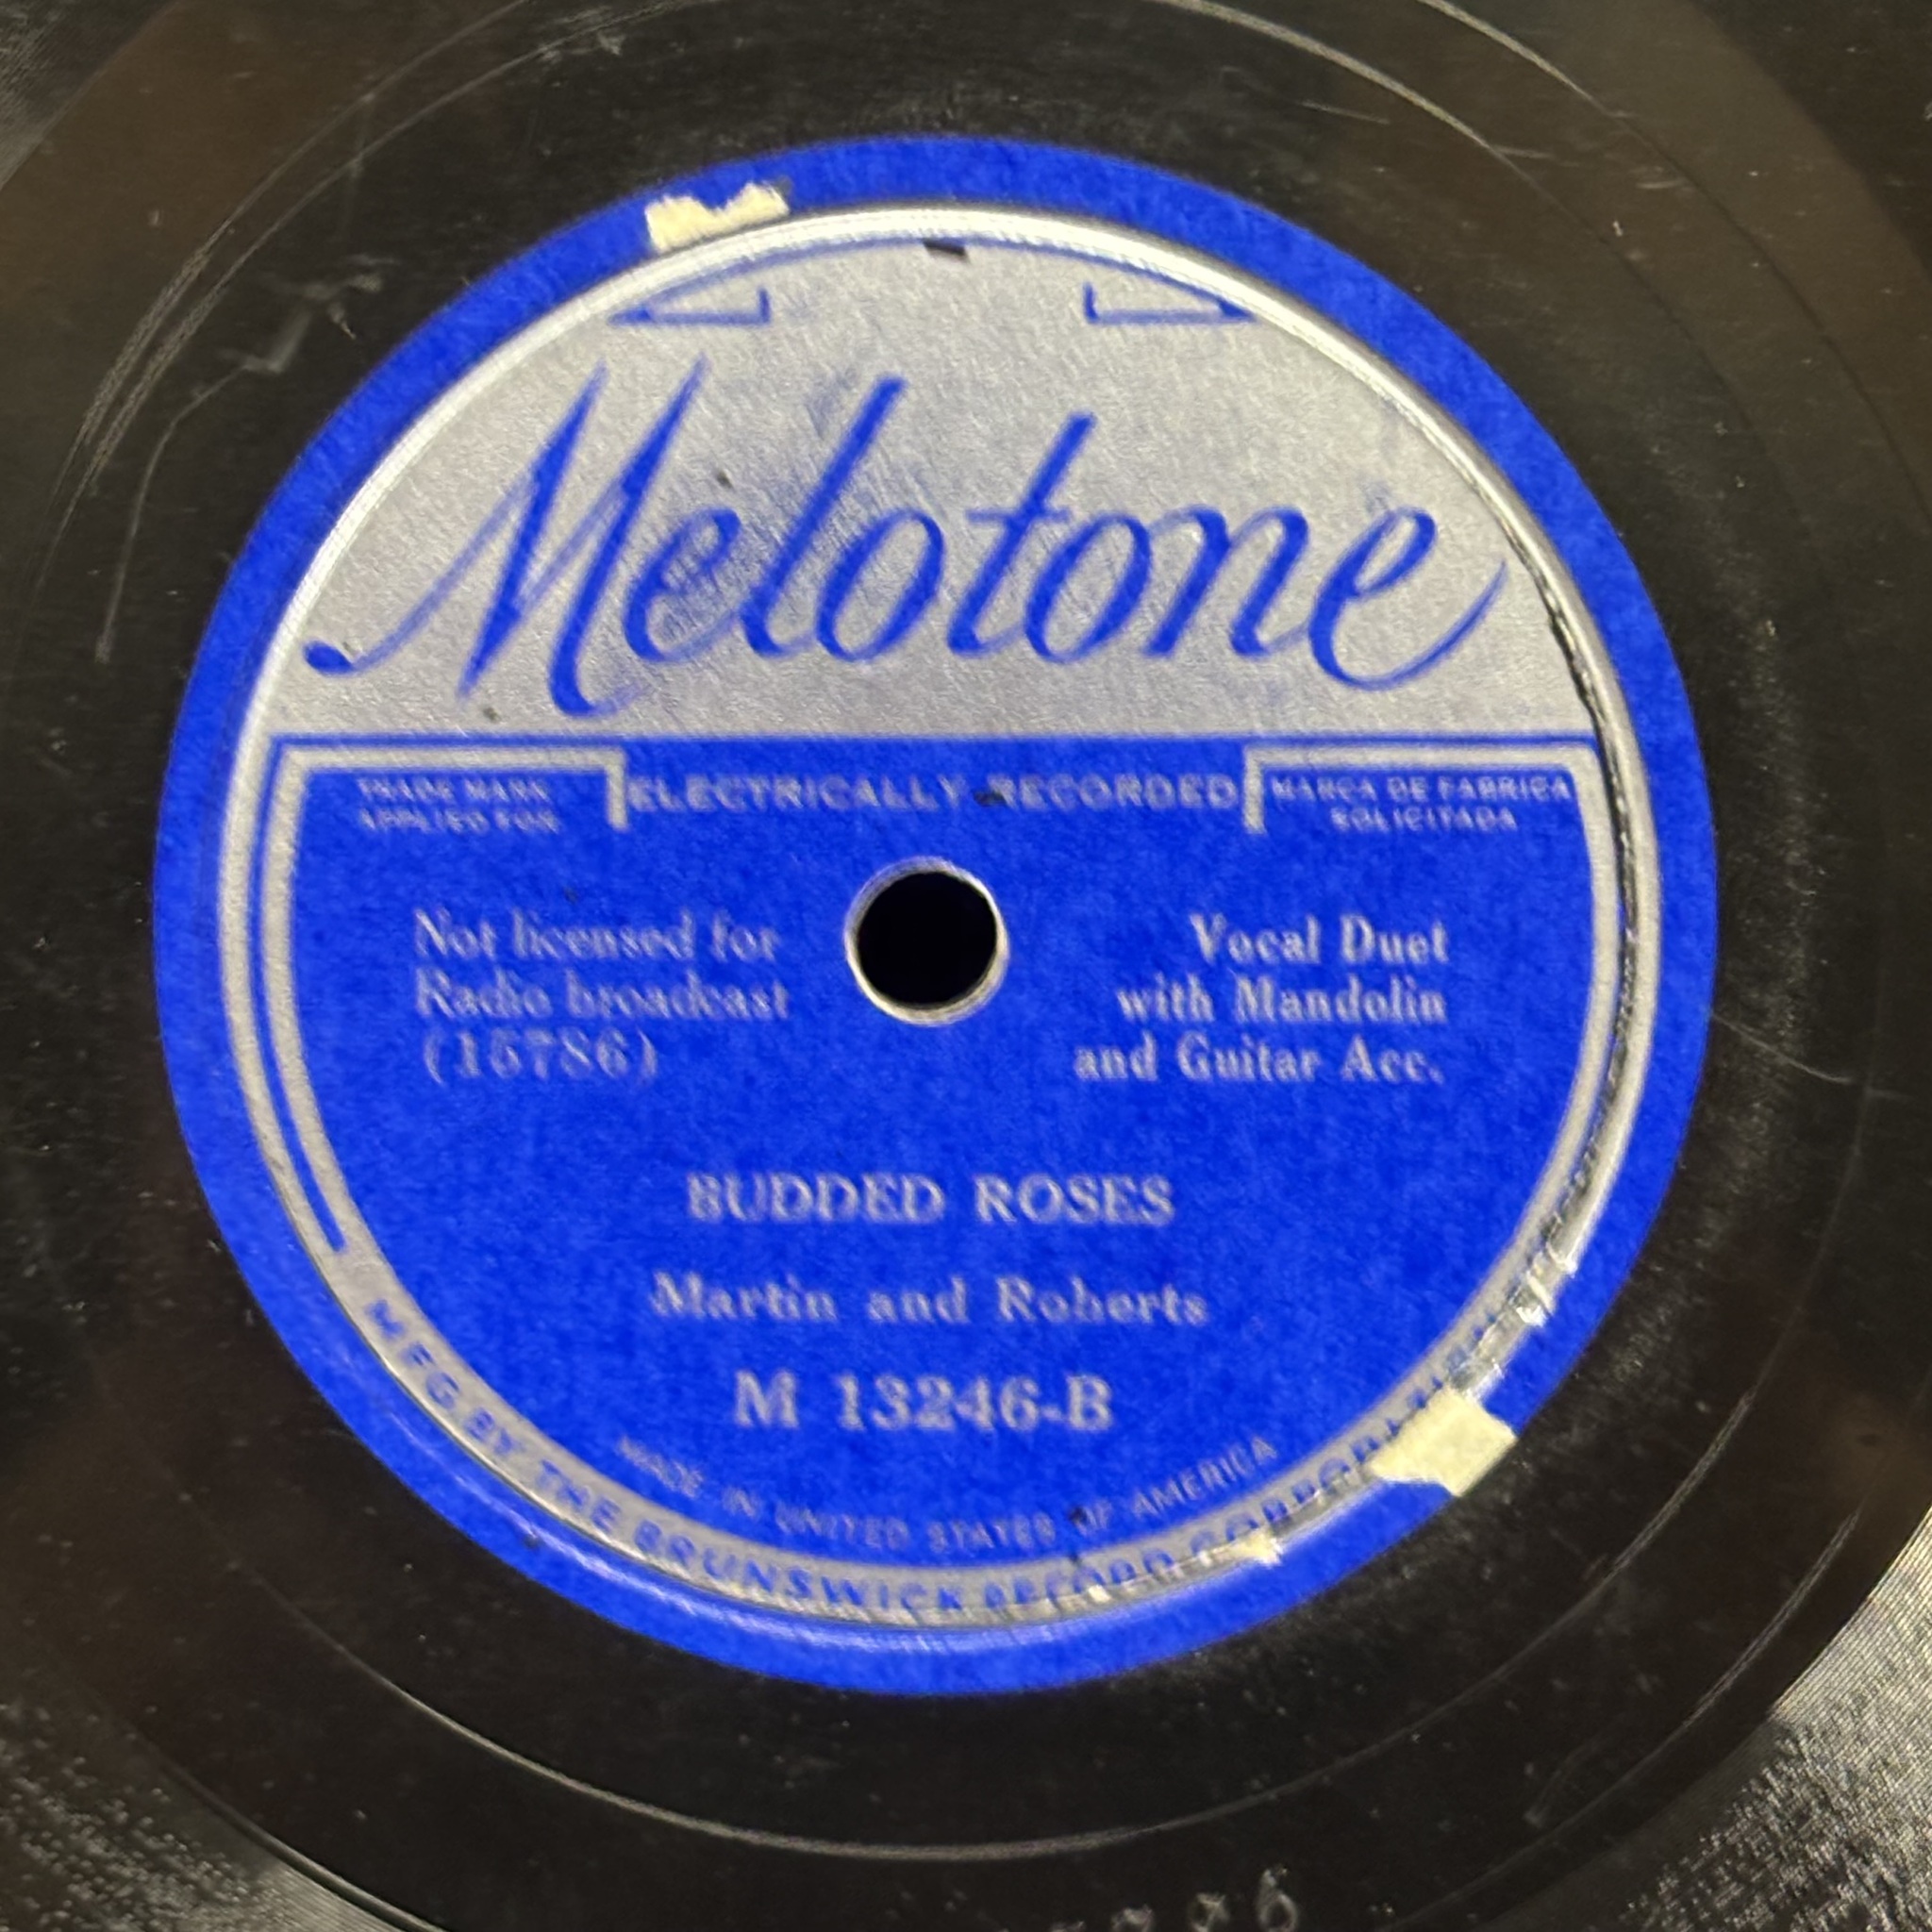 Melotone
TRADE MARK
APPLIED FOR
ELECTRICALLY RECORDED
MARCA DE FABRICA
SOLICITADA
Not licensed for
Radio broadcast
(15786)
Vocal Duet
with Mandolin
and Guitar Acc.
BUDDED ROSES
Martin and Roberts
M 13246-B
MADE IN UNITED STATES OF AMERICA
MFG. BY THE BRUNSWICK RECORD